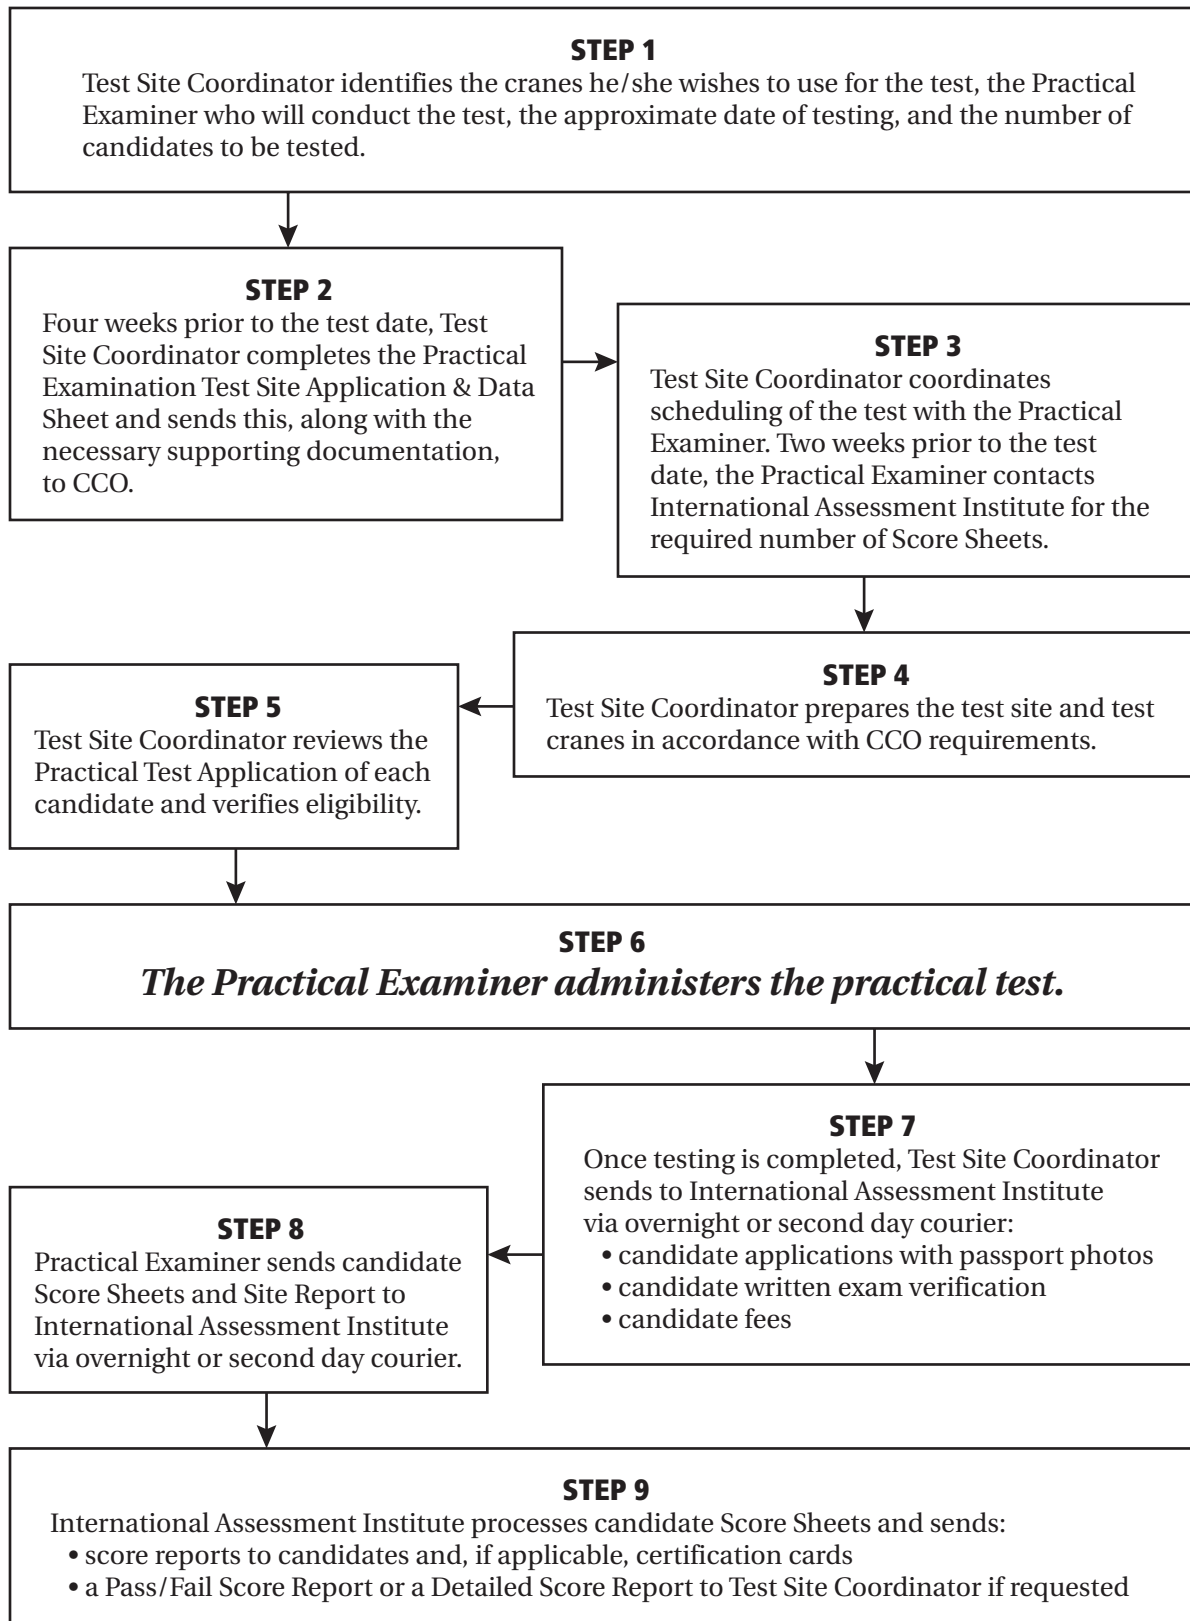 STEP 1
Test Site Coordinator identifies the cranes he/she wishes to use for the test, the Practical
Examiner who will conduct the test, the approximate date of testing, and the number of
candidates to be tested.
STEP 2
Four weeks prior to the test date, Test
Site Coordinator completes the Practical
Examination Test Site Application & Data
Sheet and sends this, along with the
necessary supporting documentation,
to CCO.
STEP 3
Test Site Coordinator coordinates
scheduling of the test with the Practical
Examiner. Two weeks prior to the test
date, the Practical Examiner contacts
International Assessment Institute for the
required number of Score Sheets.
STEP 4
Test Site Coordinator prepares the test site and test
cranes in accordance with CCO requirements.
STEP 5
Test Site Coordinator reviews the
Practical Test Application of each
candidate and verifies eligibility.
STEP 6
The Practical Examiner administers the practical test.
STEP 7
Once testing is completed, Test Site Coordinator
sends to International Assessment Institute
via overnight or second day courier:
• candidate applications with passport photos
• candidate written exam verification
• candidate fees
STEP 8
Practical Examiner sends candidate
Score Sheets and Site Report to
International Assessment Institute
via overnight or second day courier.
STEP 9
International Assessment Institute processes candidate Score Sheets and sends:
• score reports to candidates and, if applicable, certification cards
• a Pass/Fail Score Report or a Detailed Score Report to Test Site Coordinator if requested